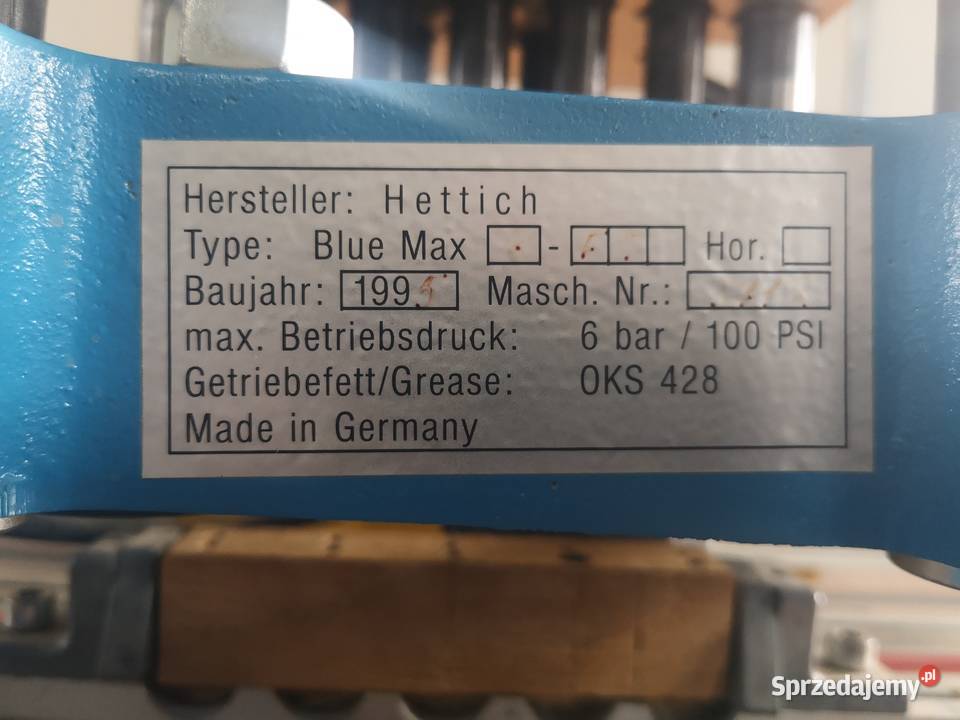 Hersteller: Hettich
Type: Blue Max - Hor.
Baujahr: 199 Masch. Nr.:
max. Betriebsdruck: 6 bar / 100 PSI
Getriebefett/Grease: OKS 428
Made in Germany
Sprzedajemy.pl